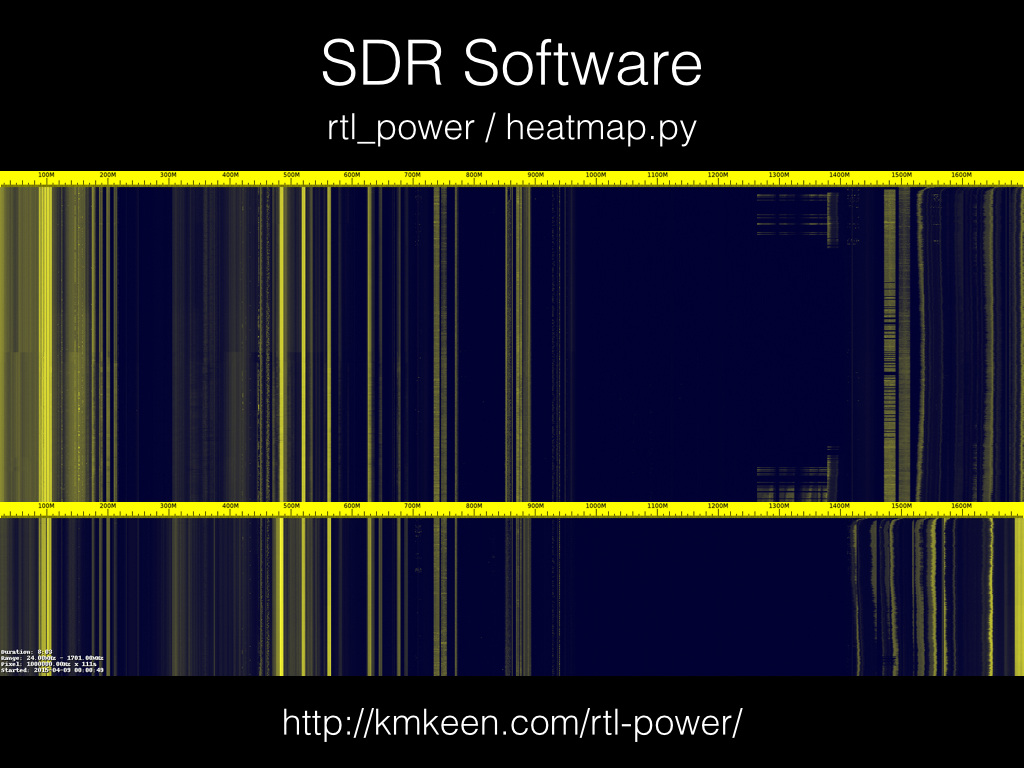 SDR Software
rtl_power / heatmap.py
100M 200M 300M 400M 500M 600M 700M 800M 900M 1000M 1100M 1200M 1300M 1400M 1500M 1600M
100M 200M 300M 400M 500M 600M 700M 800M 900M 1000M 1100M 1200M 1300M 1400M 1500M 1600M
Duration:
Range: 24.00MHz - 1701.00MHz
Pixel: x 111s
Started: 2015-04-09 00:00:49
http://kmkeen.com/rtl-power/